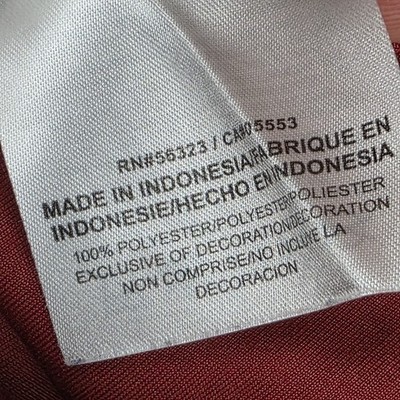 RN#56323 / CA#05553
MADE IN INDONESIA/FABRIQUE EN
INDONESIE/HECHO EN INDONESIA
100% POLYESTER/POLYESTER/POLIESTER
EXCLUSIVE OF DECORATION/DECORATION
NON COMPRISE/NO INCLUYE LA
DECORACION